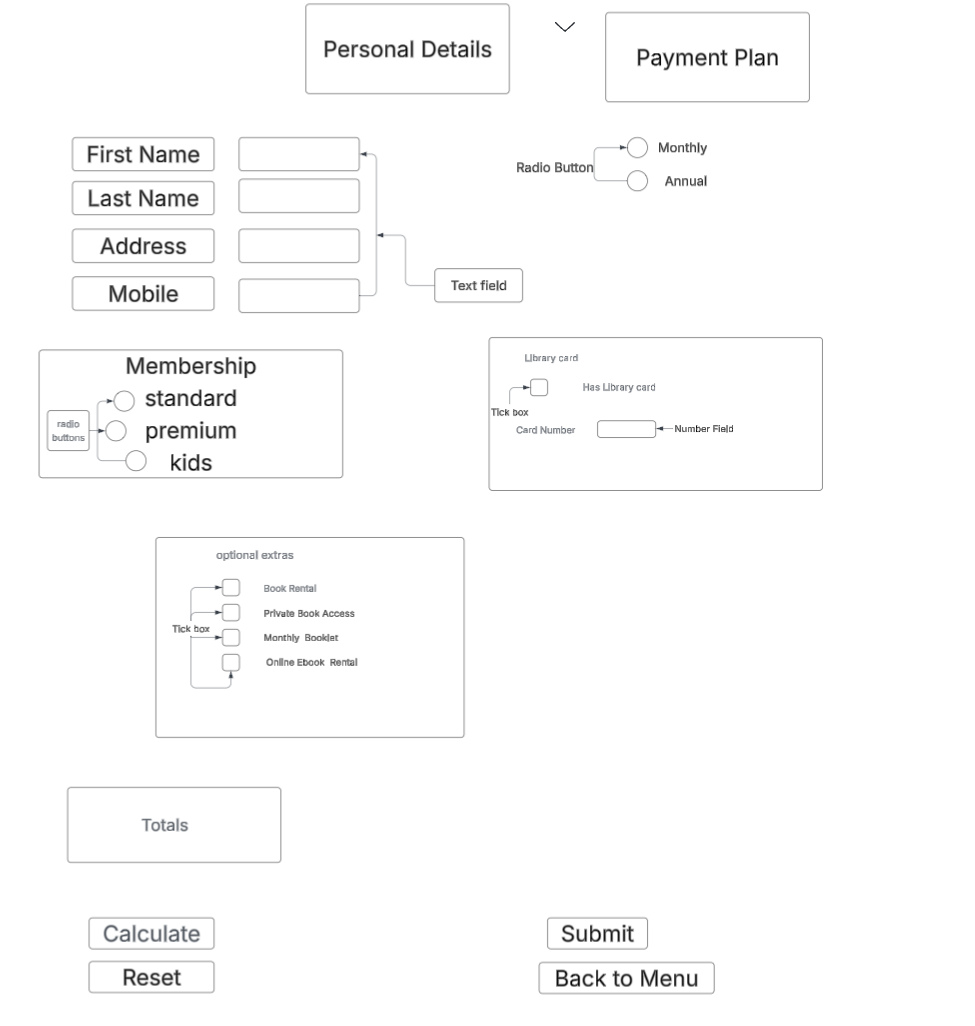 Personal Details
Payment Plan
First Name
Last Name
Address
Mobile
Text field
Radio Button
Monthly
Annual
Membership
standard
premium
kids
radio
buttons
Library card
Has Library card
Tick box
Card Number
Number Field
optional extras
Book Rental
Private Book Access
Tick box
Monthly Booklet
Online Ebook Rental
Totals
Calculate
Submit
Reset
Back to Menu